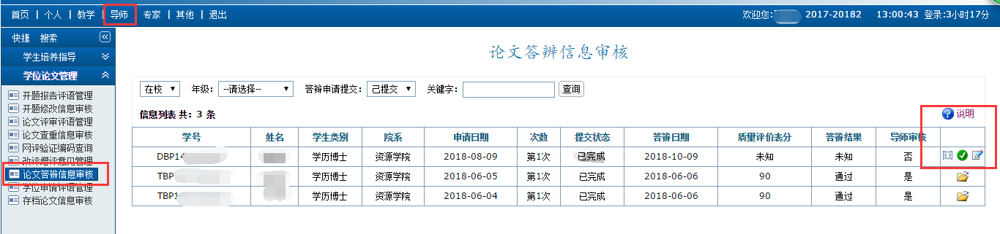 首页 | 个人 | 教学 | 导师 专家 | 其他 | 退出 欢迎您: 2017-20182 13:00:43 登录:3小时17分
快捷 搜索
学生培养指导
学位论文管理
开题报告评语管理
开题修改信息审核
论文评审评语管理
论文查重信息审核
网评验证编码查询
改评增评意见管理
论文答辨信息审核
学位申请评语管理
存档论文信息审核
论文答辨信息审核
在校 年级: --请选择-- 答辩申请提交: 己提交 关键字: 查询
信息列表 共: 3 条 说明
学号 姓名 学生类别 院系 申请日期 次数 提交状态 答辨日期 质量评价表分 答辨结果 导师审核
DBP14 学历博士 资源学院 2018-08-09 第1次 已完成 2018-10-09 未知 未知 否
TBP 学历博士 资源学院 2018-06-05 第1次 已完成 2018-06-06 90 通过 是
TBP1 学历博士 资源学院 2018-06-04 第1次 已完成 2018-06-06 90 通过 是